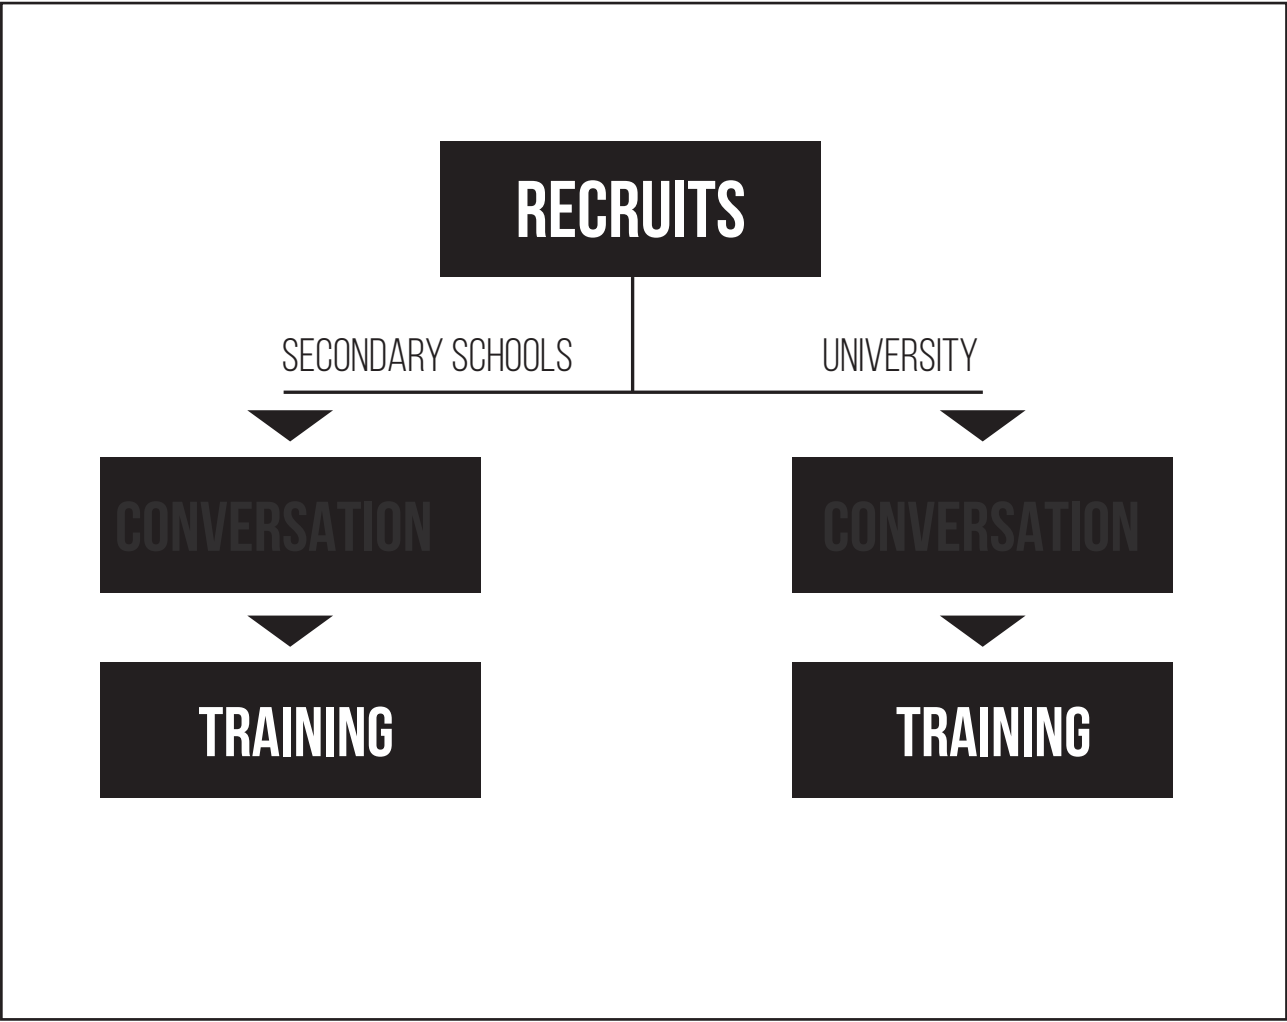 RECRUITS
SECONDARY SCHOOLS
UNIVERSITY
CONVERSATION
CONVERSATION
TRAINING
TRAINING